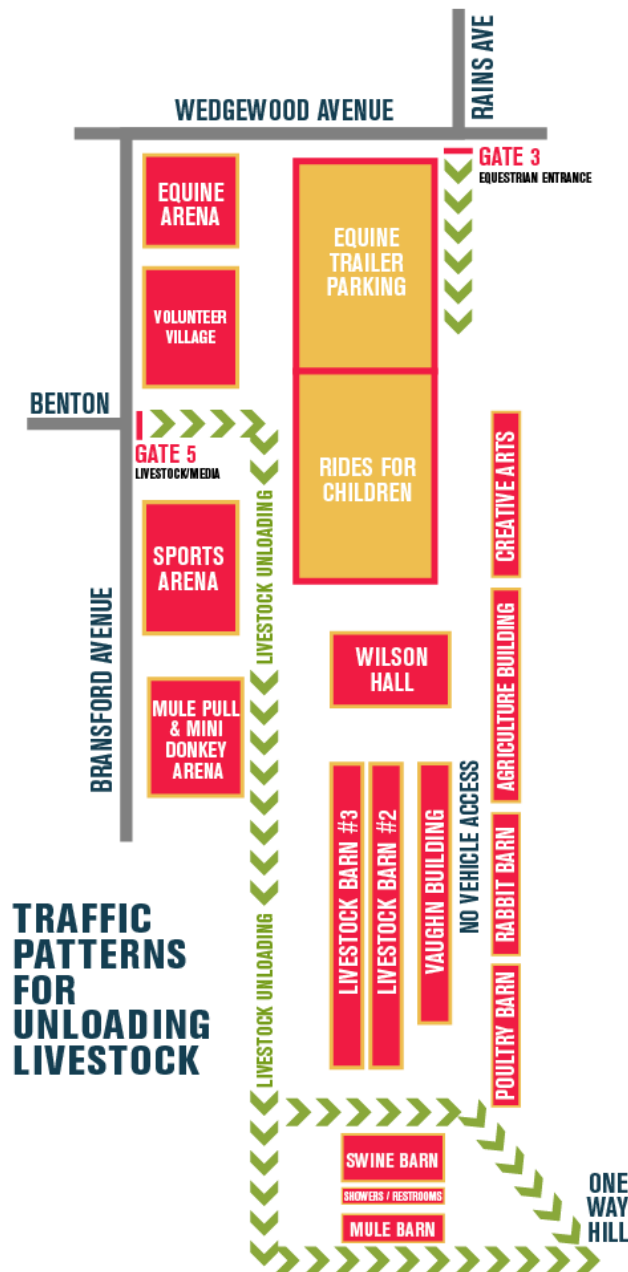 RAINS AVE
WEDGEWOOD AVENUE
GATE 3
EQUESTRIAN ENTRANCE
EQUINE
ARENA
EQUINE
TRAILER
PARKING
VOLUNTEER
VILLAGE
BENTON
GATE 5
LIVESTOCK/MEDIA
RIDES FOR
CHILDREN
CREATIVE ARTS
LIVESTOCK UNLOADING
SPORTS
ARENA
BRANSFORD AVENUE
WILSON
HALL
AGRICULTURE BUILDING
MULE PULL
& MINI
DONKEY
ARENA
LIVESTOCK BARN #3
LIVESTOCK BARN #2
VAUGHN BUILDING
NO VEHICLE ACCESS
RABBIT BARN
TRAFFIC
PATTERNS
FOR
UNLOADING
LIVESTOCK
LIVESTOCK UNLOADING
POULTRY BARN
SWINE BARN
SHOWERS / RESTROOMS
MULE BARN
ONE
WAY
HILL